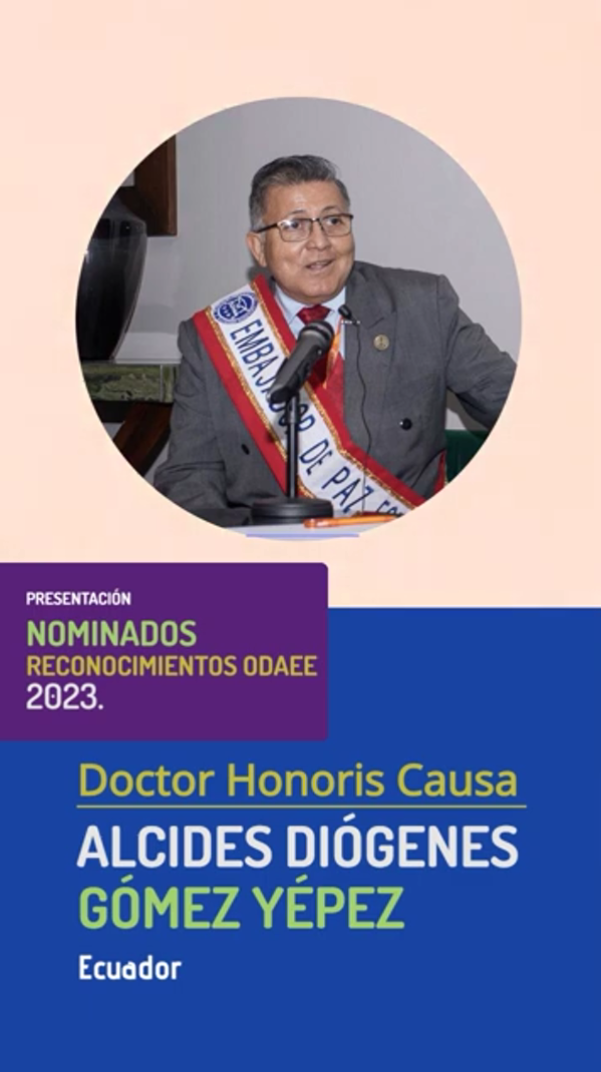 EMBAJADOR DE PAZ
PRESENTACIÓN
NOMINADOS
RECONOCIMIENTOS ODAEE
2023.
Doctor Honoris Causa
ALCIDES DIÓGENES
GÓMEZ YÉPEZ
Ecuador